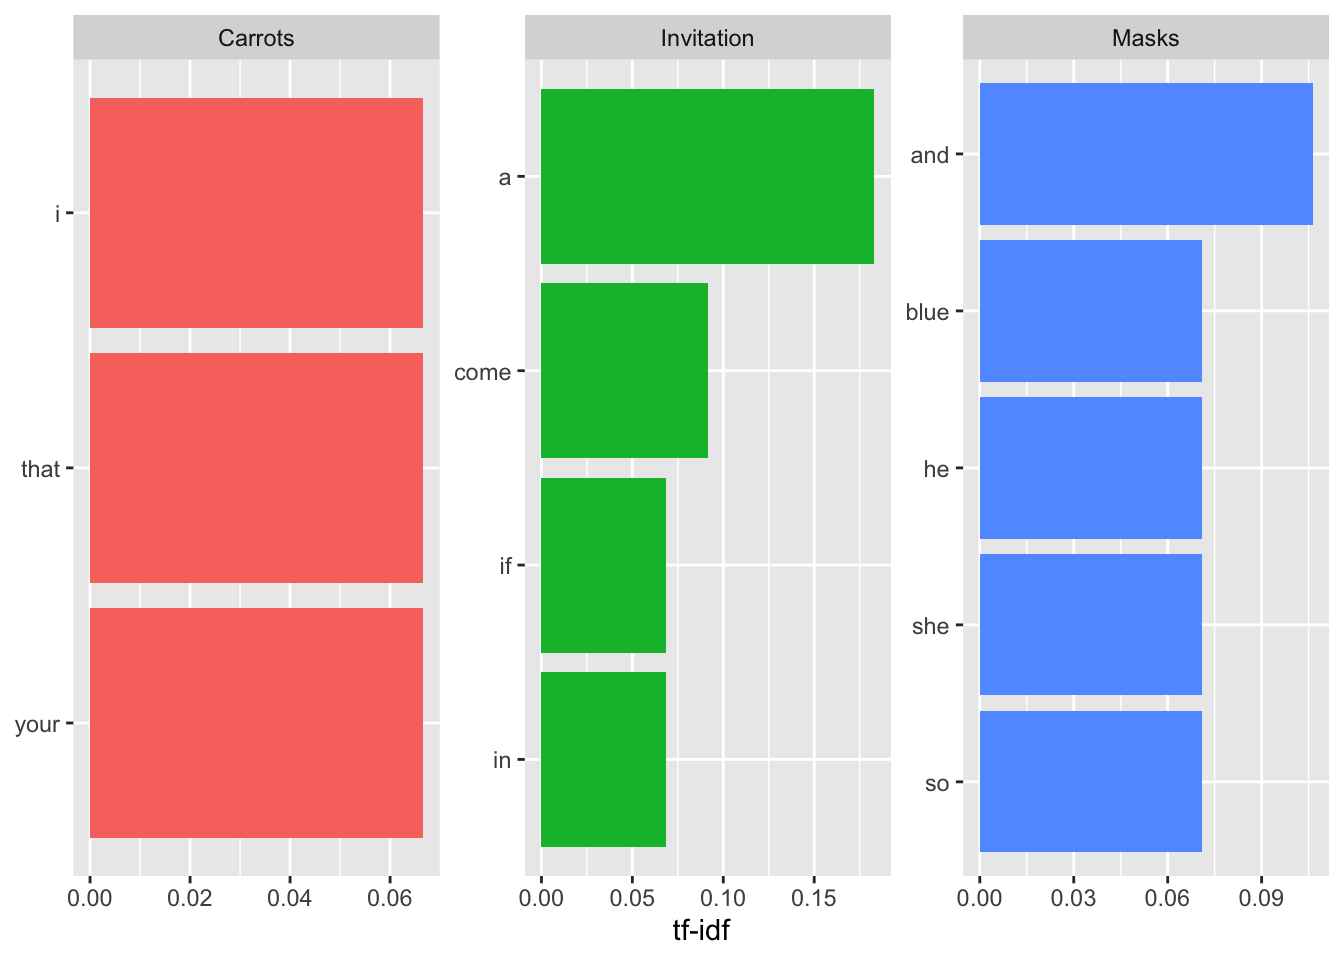 Carrots
i
that
your
0.00 0.02 0.04 0.06
Invitation
a
come
if
in
0.00 0.05 0.10 0.15
Masks
and
blue
he
she
so
0.00 0.03 0.06 0.09
tf-idf